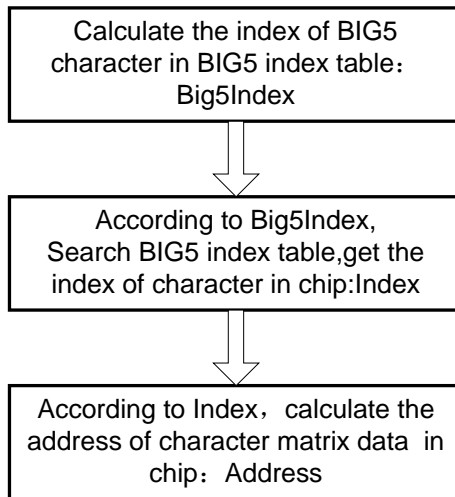 Calculate the index of BIG5
character in BIG5 index table：
Big5Index
According to Big5Index,
Search BIG5 index table,get the
index of character in chip:Index
According to Index，calculate the
address of character matrix data in
chip：Address